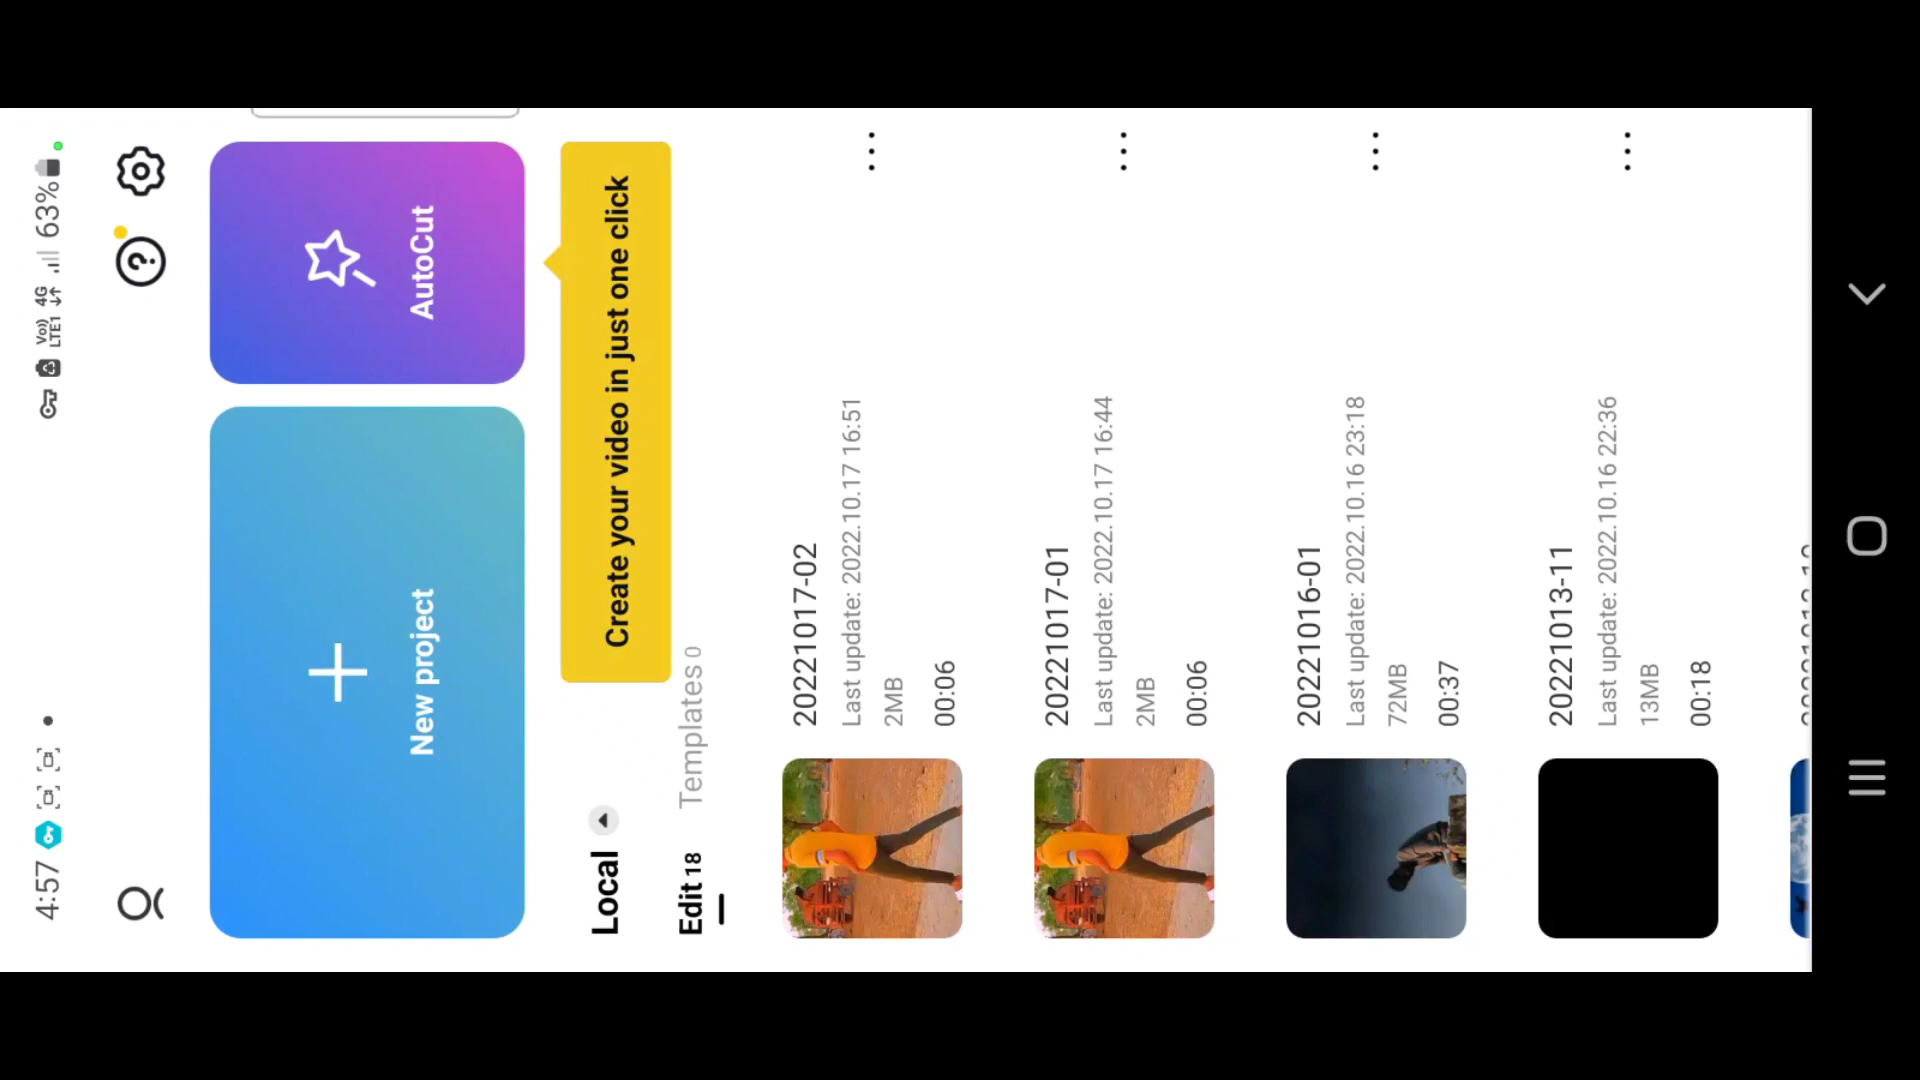 4:57
Vo)) 4G
LTE1
63%
New project
AutoCut
Create your video in just one click
Local
Edit 18 Templates 0
20221017-02
Last update: 2022.10.17 16:51
2MB
00:06
20221017-01
Last update: 2022.10.17 16:44
2MB
00:06
20221016-01
Last update: 2022.10.16 23:18
72MB
00:37
20221013-11
Last update: 2022.10.16 22:36
13MB
00:18